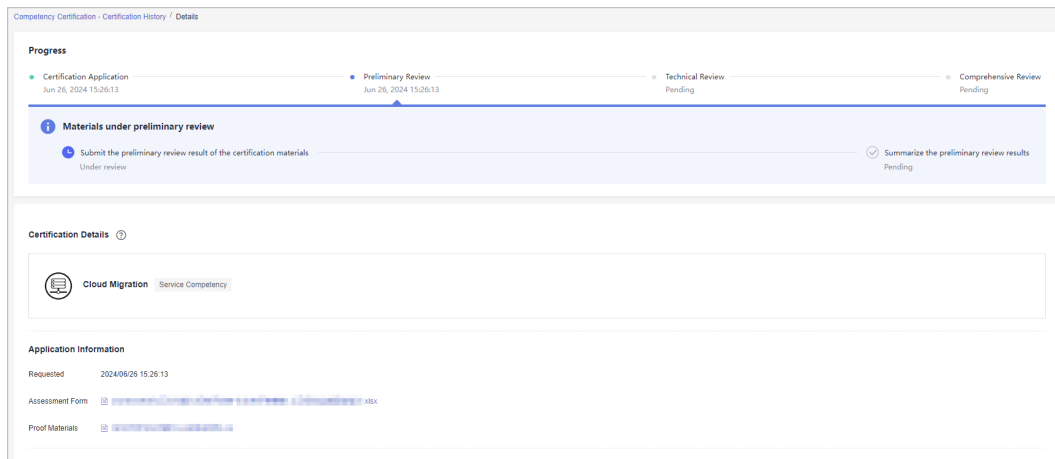 Competency Certification - Certification History / Details
Progress
Certification Application
Preliminary Review
Technical Review
Comprehensive Review
Jun 26, 2024 15:26:13
Jun 26, 2024 15:26:13
Pending
Pending
Materials under preliminary review
Submit the preliminary review result of the certification materials
Summarize the preliminary review results
Under review
Pending
Certification Details
Cloud Migration Service Competency
Application Information
Requested 2024/06/26 15:26:13
Assessment Form .xlsx
Proof Materials